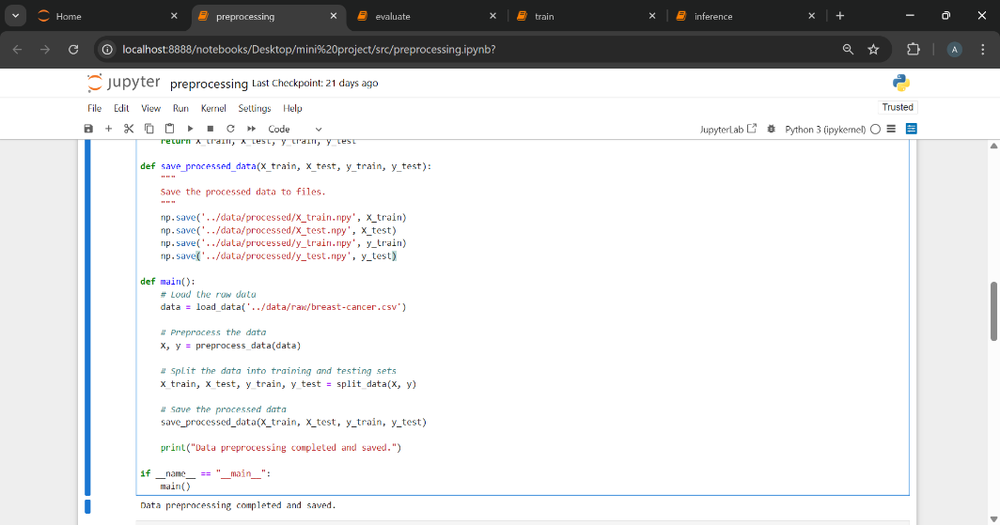 Home
preprocessing
evaluate
train
inference
localhost:8888/notebooks/Desktop/mini%20project/src/preprocessing.ipynb?
A
jupyter preprocessing Last Checkpoint: 21 days ago
File Edit View Run Kernel Settings Help
Trusted
Code
JupyterLab
Python 3 (ipykernel)
return X_train, X_test, y_train, y_test
def save_processed_data(X_train, X_test, y_train, y_test):
"""
Save the processed data to files.
"""
np.save('../data/processed/X_train.npy', X_train)
np.save('../data/processed/X_test.npy', X_test)
np.save('../data/processed/y_train.npy', y_train)
np.save('../data/processed/y_test.npy', y_test)
def main():
# Load the raw data
data = load_data('../data/raw/breast-cancer.csv')
# Preprocess the data
X, y = preprocess_data(data)
# Split the data into training and testing sets
X_train, X_test, y_train, y_test = split_data(X, y)
# Save the processed data
save_processed_data(X_train, X_test, y_train, y_test)
print("Data preprocessing completed and saved.")
if __name__ == "__main__":
main()
Data preprocessing completed and saved.